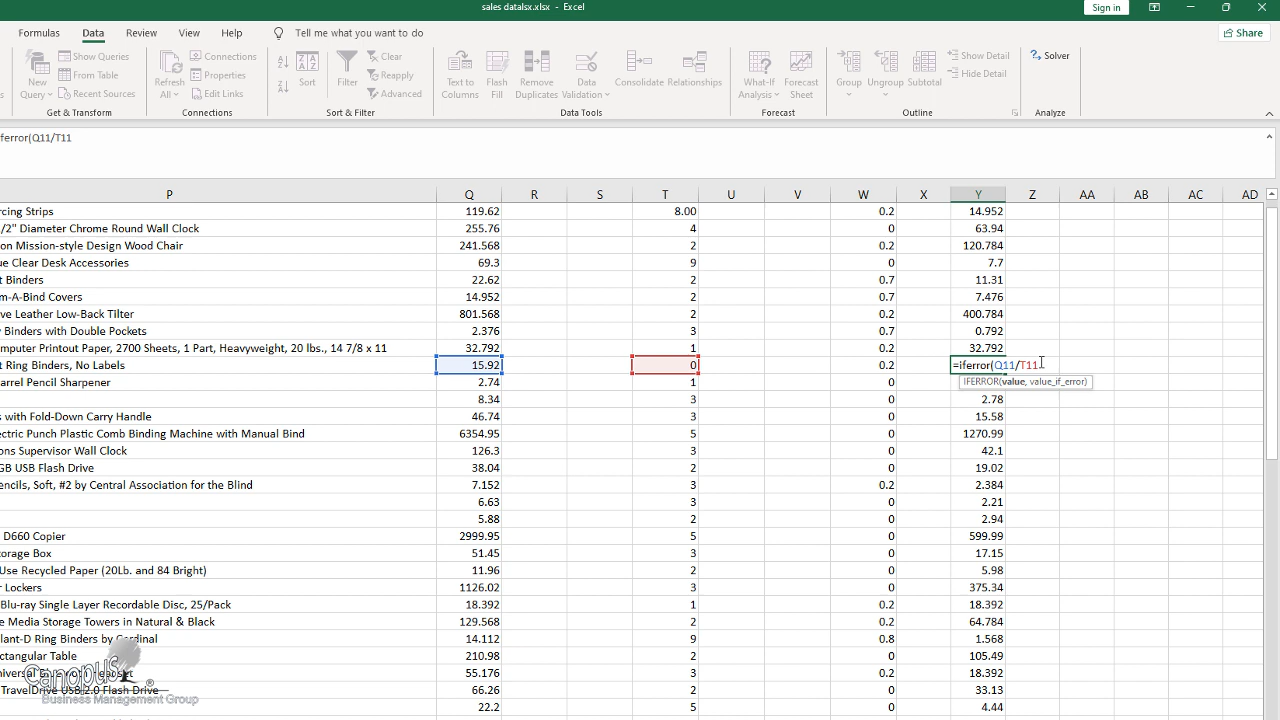 sales datalsx.xlsx - Excel
Sign in
Formulas Data Review View Help Tell me what you want to do
Share
New Query
Show Queries
From Table
Recent Sources
Get & Transform
Refresh All
Connections
Properties
Edit Links
Connections
Sort
Filter
Clear
Reapply
Advanced
Sort & Filter
Text to Columns
Flash Fill
Remove Duplicates
Data Validation
Consolidate
Relationships
Data Tools
What-If Analysis
Forecast Sheet
Forecast
Group
Ungroup
Subtotal
Show Detail
Hide Detail
Outline
Solver
Analyze
ferror(Q11/T11
P Q R S T U V W X Y Z AA AB AC AD
rcing Strips 119.62 8.00 0.2 14.952
/2" Diameter Chrome Round Wall Clock 255.76 4 0 63.94
on Mission-style Design Wood Chair 241.568 2 0 120.784
ue Clear Desk Accessories 69.3 9 0 7.7
t Binders 22.62 2 0.7 11.31
m-A-Bind Covers 14.952 2 0.7 7.476
ve Leather Low-Back Tilter 801.568 2 0 400.784
y Binders with Double Pockets 2.376 3 0.7 0.792
mputer Printout Paper, 2700 Sheets, 1 Part, Heavyweight, 20 lbs., 14 7/8 x 11 32.792 1 0.2 32.792
t Ring Binders, No Labels 15.92 0 0.2 =iferror(Q11/T11
arrel Pencil Sharpener 2.74 1 0 IFERROR(value, value_if_error)
8.34 3 0 2.78
s with Fold-Down Carry Handle 46.74 3 0 15.58
ectric Punch Plastic Comb Binding Machine with Manual Bind 6354.95 5 0 1270.99
ons Supervisor Wall Clock 126.3 3 0 42.1
GB USB Flash Drive 38.04 2 0 19.02
encils, Soft, #2 by Central Association for the Blind 7.152 3 0.2 2.384
6.63 3 0 2.21
5.88 2 0 2.94
D660 Copier 2999.95 5 0 599.99
torage Box 51.45 3 0 17.15
Use Recycled Paper (20Lb. and 84 Bright) 11.96 2 0 5.98
r Lockers 1126.02 3 0 375.34
Blu-ray Single Layer Recordable Disc, 25/Pack 18.392 1 0.2 18.392
e Media Storage Towers in Natural & Black 129.568 2 0.2 64.784
lant-D Ring Binders by Cardinal 14.112 9 0.8 1.568
ectangular Table 210.98 2 0 105.49
55.176 3 0.2 18.392
TravelDrive USB 2.0 Flash Drive 66.26 2 0 33.13
22.2 5 0 4.44
Canopus
Business Management Group